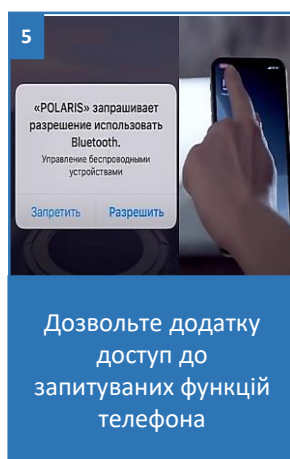 5
«POLARIS» запрашивает
разрешение использовать
Bluetooth.
Управление беспроводными
устройствами
Запретить Разрешить
Дозвольте додатку
доступ до
запитуваних функцій
телефона